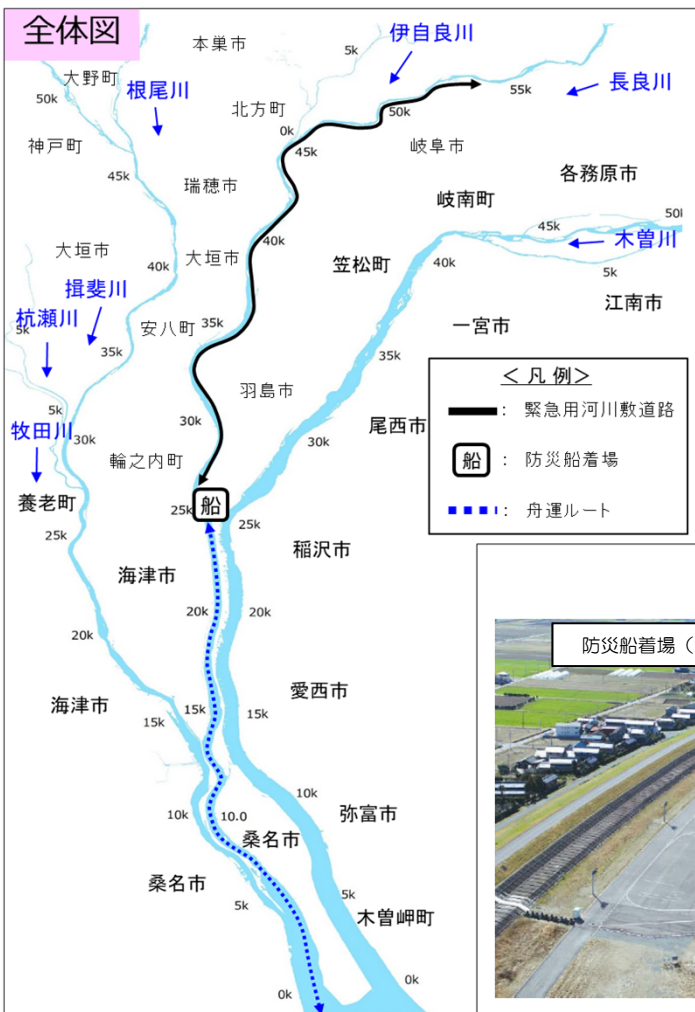 全体図
本巣市
伊自良川
5k
大野町
50k
根尾川
55k
長良川
北方町
50k
0k
神戸町
45k
岐阜市
45k
瑞穂市
各務原市
岐南町
50k
45k
大垣市
40k
大垣市
木曽川
40k
笠松町
40k
5k
揖斐川
江南市
杭瀬川
安八町
35k
一宮市
5k
35k
35k
＜凡例＞
羽島市
：緊急用河川敷道路
5k
30k
尾西市
牧田川
30k
30k
船
：防災船着場
輪之内町
養老町
25k
船
：舟運ルート
25k
25k
稲沢市
海津市
20k
20k
20k
防災船着場（
愛西市
海津市
15k
15k
15k
10k
10k
10.0
弥富市
桑名市
桑名市
5k
5k
木曽岬町
0k
0k